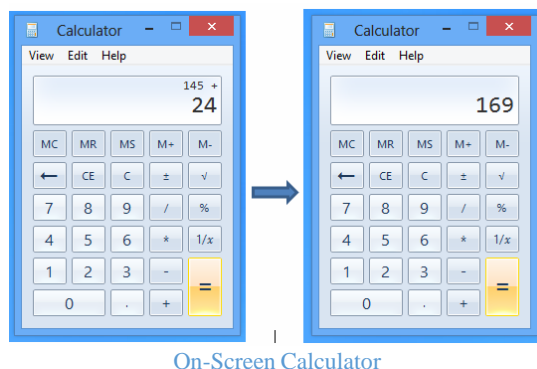 Calculator
View Edit Help
145 +
24
MC MR MS M+ M-
← CE C ± √
7 8 9 / %
4 5 6 * 1/x
1 2 3 - =
0 . +
Calculator
View Edit Help
169
MC MR MS M+ M-
← CE C ± √
7 8 9 / %
4 5 6 * 1/x
1 2 3 - =
0 . +
On-Screen Calculator